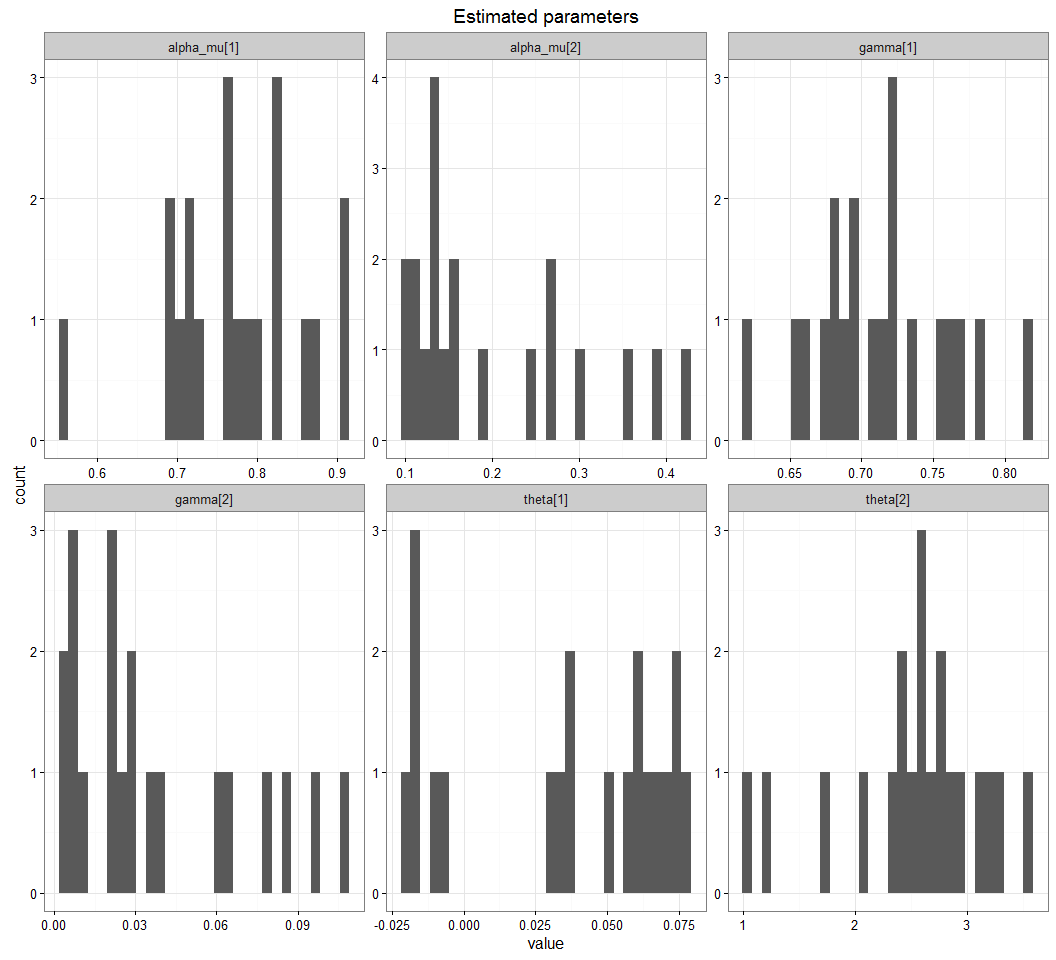 Estimated parameters
alpha_mu[1]
alpha_mu[2]
gamma[1]
3
2
1
0
4
3
2
1
0
3
2
1
0
0.6 0.7 0.8 0.9
0.1 0.2 0.3 0.4
0.65 0.70 0.75 0.80
count
gamma[2]
theta[1]
theta[2]
3
2
1
0
3
2
1
0
3
2
1
0
0.00 0.03 0.06 0.09
-0.025 0.000 0.025 0.050 0.075
1 2 3
value